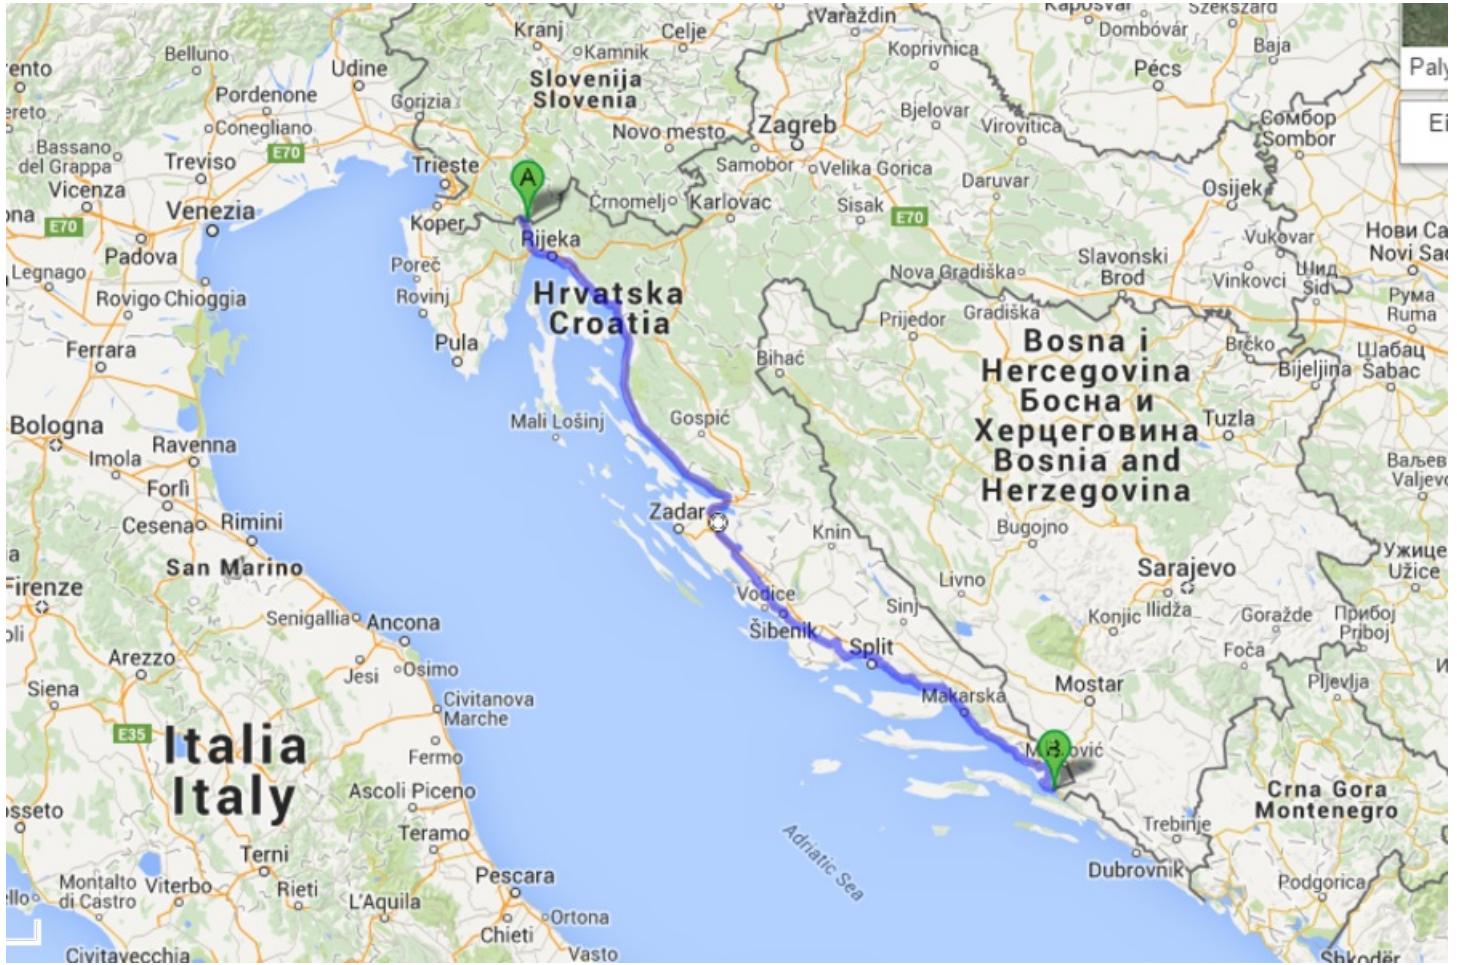 Kranj
Celje
Varaždin
Kaposvár
Szekszárd
Dombóvár
Baja
Belluno
Kamnik
Koprivnica
Udine
Slovenija
Slovenia
Pécs
Pordenone
Gorizia
Bjelovar
Conegliano
Novo mesto
Zagreb
Virovitica
Сомбор
Sombor
Bassano
del Grappa
E70
Treviso
Trieste
Samobor
Velika Gorica
Vicenza
A
Daruvar
Osijek
Venezia
Koper
Črnomelj
Karlovac
Sisak
E70
E70
Padova
Rijeka
Vukovar
Нови Са
Novi Sad
Legnago
Poreč
Nova Gradiška
Slavonski
Brod
Vinkovci
Шид
Šid
Rovigo
Chioggia
Rovinj
Hrvatska
Croatia
Prijedor
Gradiška
Рума
Ruma
Ferrara
Pula
Bihać
Bosna i
Hercegovina
Босна и
Херцеговина
Bosnia and
Herzegovina
Brčko
Bijeljina
Шабац
Šabac
Bologna
Mali Lošinj
Gospić
Tuzla
Ravenna
Imola
Ваљев
Valjevo
Forlì
Cesena
Rimini
Zadar
Knin
Bugojno
San Marino
Firenze
Sarajevo
Ужице
Užice
Livno
Vodice
Senigallia
Ancona
Šibenik
Sinj
Konjic
Ilidža
Goražde
Прибој
Priboj
Arezzo
Jesi
Osimo
Split
Foča
Siena
Civitanova
Marche
Makarska
Mostar
Pljevlja
E35
Italia
Italy
Fermo
B
Ascoli Piceno
Crna Gora
Montenegro
Teramo
Adriatic Sea
Trebinje
Terni
Dubrovnik
Montalto
di Castro
Viterbo
Rieti
L'Aquila
Pescara
Podgorica
Ortona
Chieti
Civitavecchia
Vasto
Shkodër